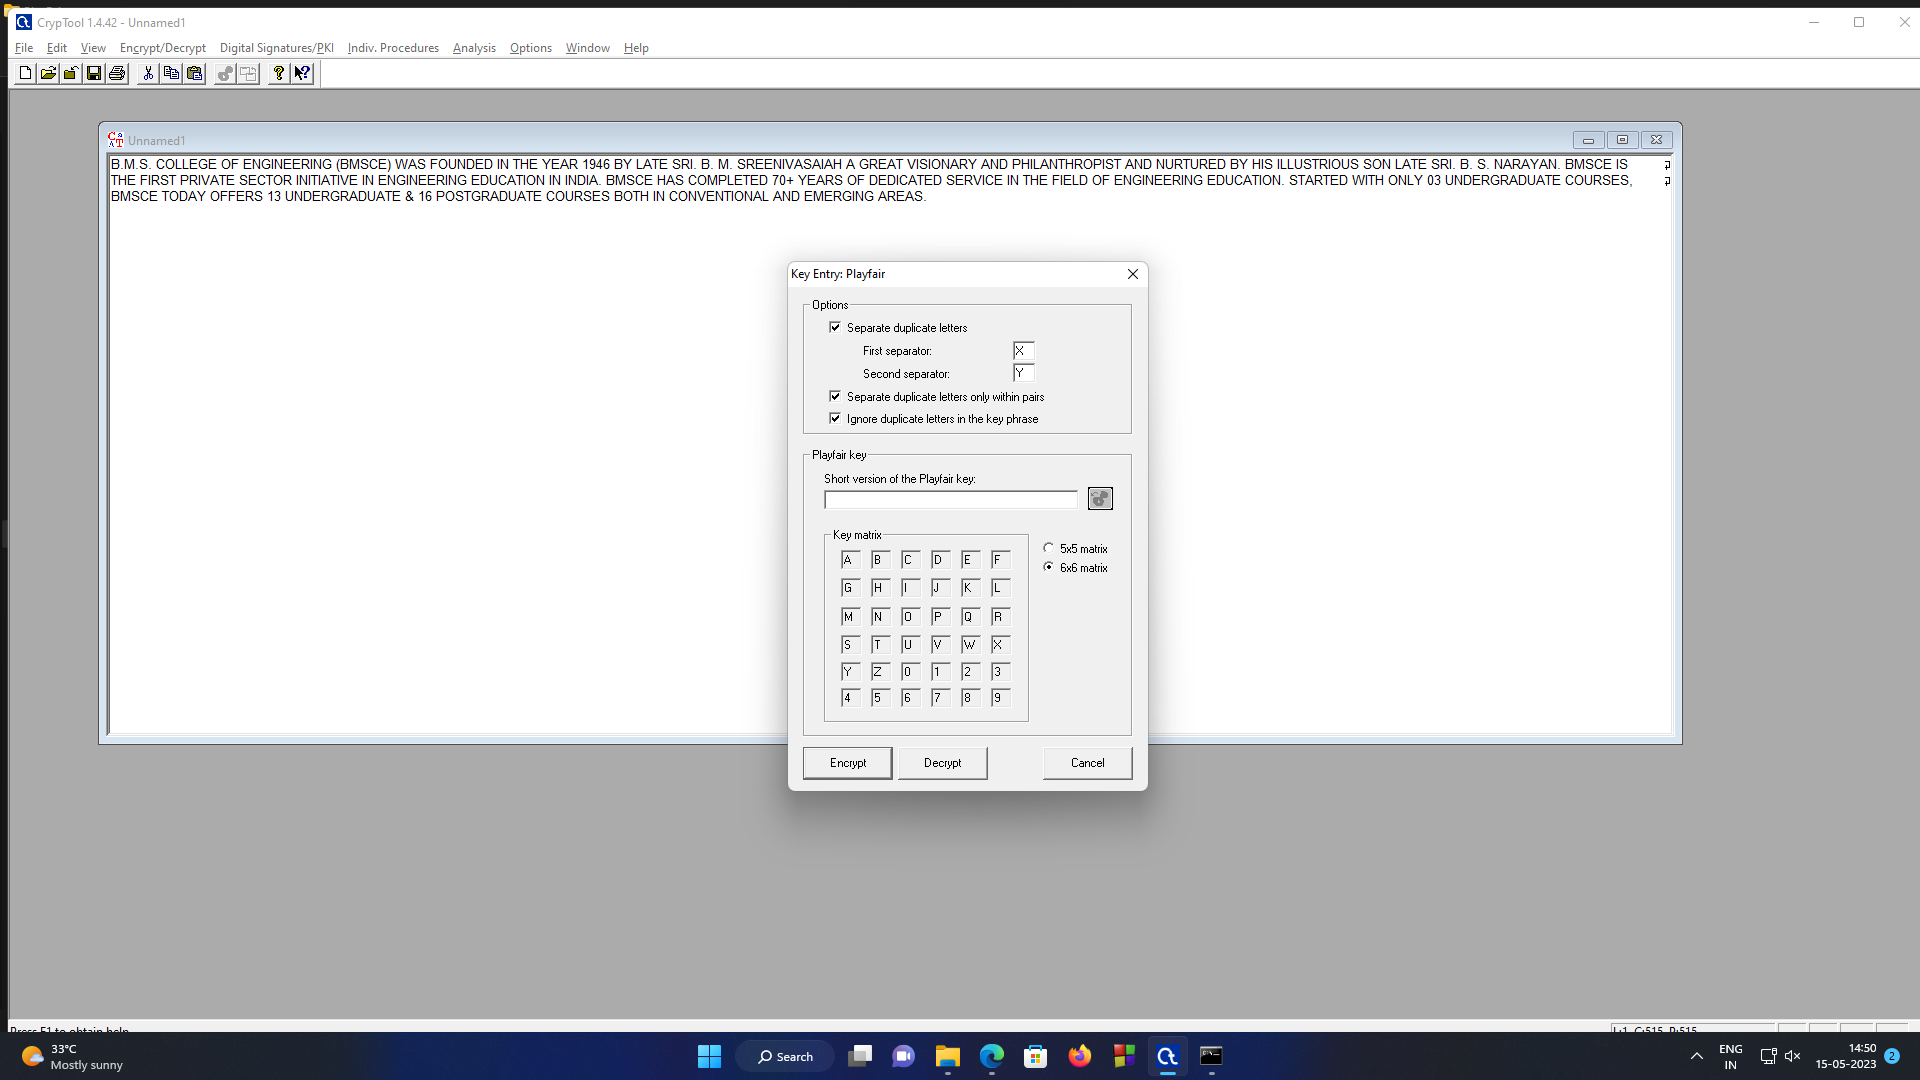 CrypTool 1.4.42 - Unnamed1
File Edit View Encrypt/Decrypt Digital Signatures/PKI Indiv. Procedures Analysis Options Window Help
Unnamed1
B.M.S. COLLEGE OF ENGINEERING (BMSCE) WAS FOUNDED IN THE YEAR 1946 BY LATE SRI. B. M. SREENIVASAIAH A GREAT VISIONARY AND PHILANTHROPIST AND NURTURED BY HIS ILLUSTRIOUS SON LATE SRI. B. S. NARAYAN. BMSCE IS
THE FIRST PRIVATE SECTOR INITIATIVE IN ENGINEERING EDUCATION IN INDIA. BMSCE HAS COMPLETED 70+ YEARS OF DEDICATED SERVICE IN THE FIELD OF ENGINEERING EDUCATION. STARTED WITH ONLY 03 UNDERGRADUATE COURSES,
BMSCE TODAY OFFERS 13 UNDERGRADUATE & 16 POSTGRADUATE COURSES BOTH IN CONVENTIONAL AND EMERGING AREAS.
Key Entry: Playfair
Options
Separate duplicate letters
First separator: X
Second separator: Y
Separate duplicate letters only within pairs
Ignore duplicate letters in the key phrase
Playfair key
Short version of the Playfair key:
Key matrix
A B C D E F
5x5 matrix
6x6 matrix
G H I J K L
M N O P Q R
S T U V W X
Y Z 0 1 2 3
4 5 6 7 8 9
Encrypt Decrypt Cancel
Press F1 to obtain help.
L:1 C:515 P:515
33°C
Mostly sunny
Search
ENG
IN
14:50
15-05-2023
2